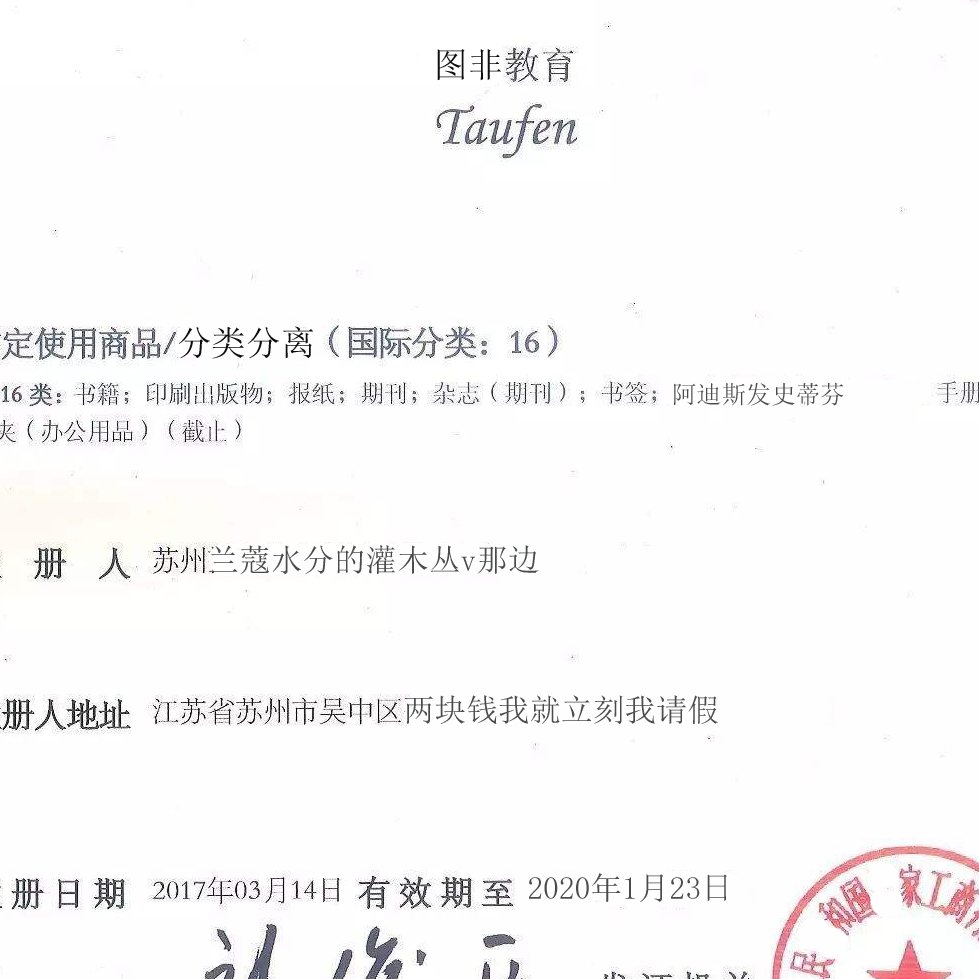 图非教育
Taufen
定使用商品/分类分离（国际分类：16）
16类：书籍；印刷出版物；报纸；期刊；杂志（期刊）；书签；阿迪斯发史蒂芬 手册
夹（办公用品）（截止）
册 人 苏州兰蔻水分的灌木丛v那边
册人地址 江苏省苏州市吴中区两块钱我就立刻我请假
册日期 2017年03月14日 有效期至 2020年1月23日
民 和国 家工商